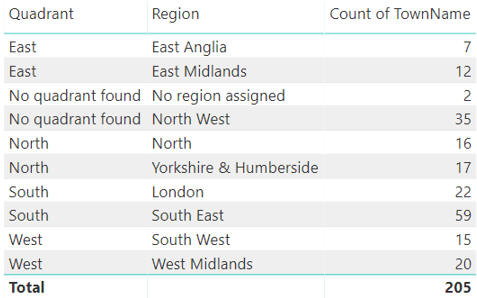 Quadrant Region Count of TownName
East East Anglia 7
East East Midlands 12
No quadrant found No region assigned 2
No quadrant found North West 35
North North 16
North Yorkshire & Humberside 17
South London 22
South South East 59
West South West 15
West West Midlands 20
Total 205